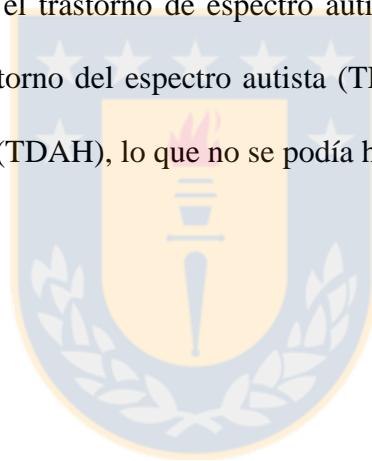 el trastorno de espectro auti
torno del espectro autista (T
(TDAH), lo que no se podía h